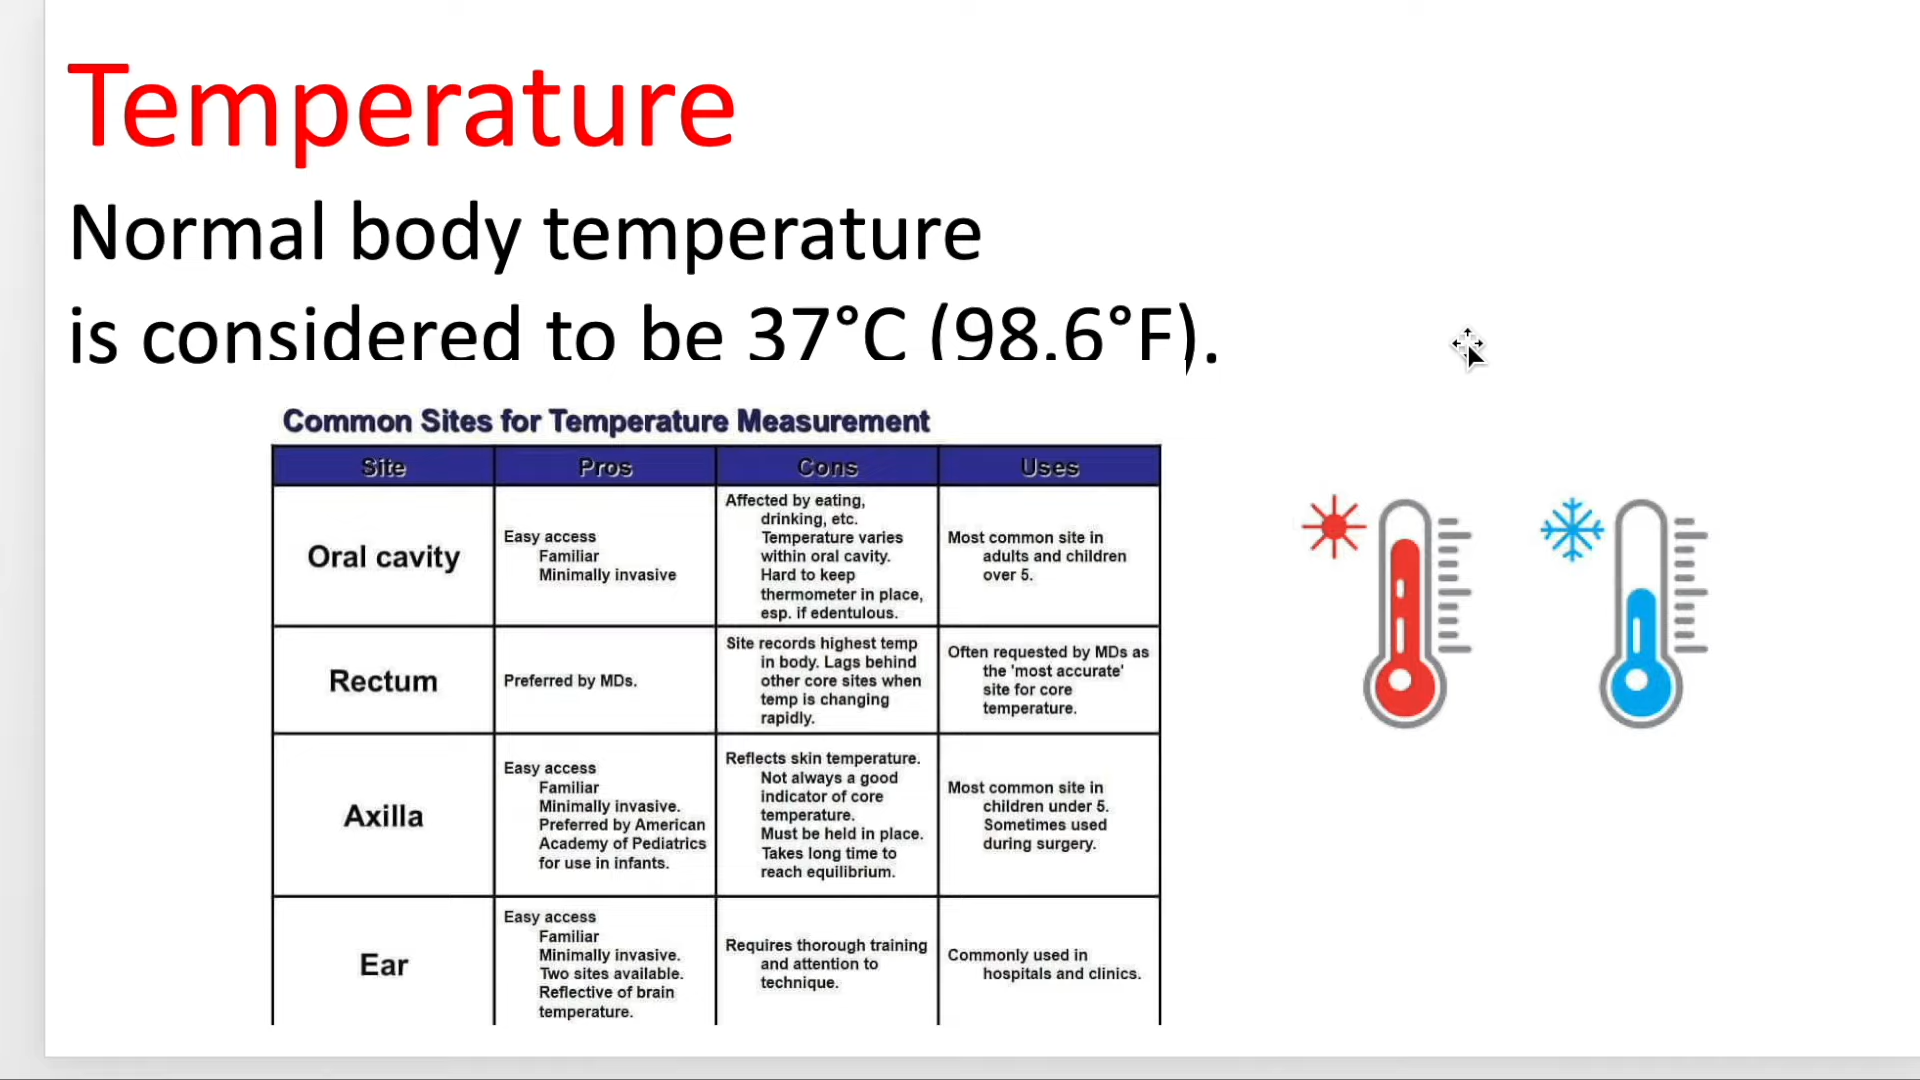 Temperature
Normal body temperature
is considered to be 37°C (98.6°F).
Common Sites for Temperature Measurement
Site Pros Cons Uses
Oral cavity
Easy access
Familiar
Minimally invasive
Affected by eating,
drinking, etc.
Temperature varies
within oral cavity.
Hard to keep
thermometer in place,
esp. if edentulous.
Most common site in
adults and children
over 5.
Rectum
Preferred by MDs.
Site records highest temp
in body. Lags behind
other core sites when
temp is changing
rapidly.
Often requested by MDs as
the 'most accurate'
site for core
temperature.
Axilla
Easy access
Familiar
Minimally invasive.
Preferred by American
Academy of Pediatrics
for use in infants.
Reflects skin temperature.
Not always a good
indicator of core
temperature.
Must be held in place.
Takes long time to
reach equilibrium.
Most common site in
children under 5.
Sometimes used
during surgery.
Ear
Easy access
Familiar
Minimally invasive.
Two sites available.
Reflective of brain
temperature.
Requires thorough training
and attention to
technique.
Commonly used in
hospitals and clinics.